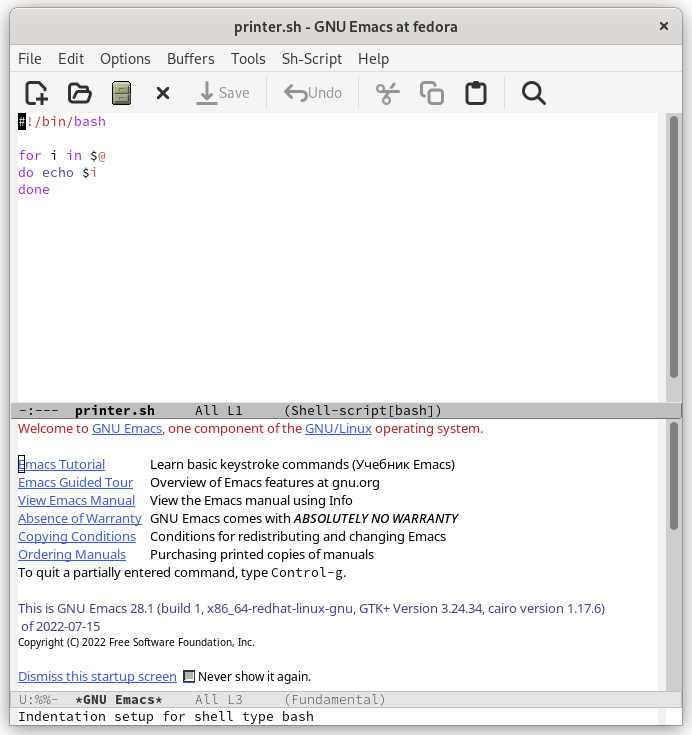 printer.sh - GNU Emacs at fedora
File Edit Options Buffers Tools Sh-Script Help
Save Undo
#!/bin/bash
for i in $@
do echo $i
done
-:--- printer.sh All L1 (Shell-script[bash])
Welcome to GNU Emacs, one component of the GNU/Linux operating system.
Emacs Tutorial Learn basic keystroke commands (Учебник Emacs)
Emacs Guided Tour Overview of Emacs features at gnu.org
View Emacs Manual View the Emacs manual using Info
Absence of Warranty GNU Emacs comes with ABSOLUTELY NO WARRANTY
Copying Conditions Conditions for redistributing and changing Emacs
Ordering Manuals Purchasing printed copies of manuals
To quit a partially entered command, type Control-g.
This is GNU Emacs 28.1 (build 1, x86_64-redhat-linux-gnu, GTK+ Version 3.24.34, cairo version 1.17.6)
of 2022-07-15
Copyright (C) 2022 Free Software Foundation, Inc.
Dismiss this startup screen Never show it again.
U:%%- *GNU Emacs* All L3 (Fundamental)
Indentation setup for shell type bash